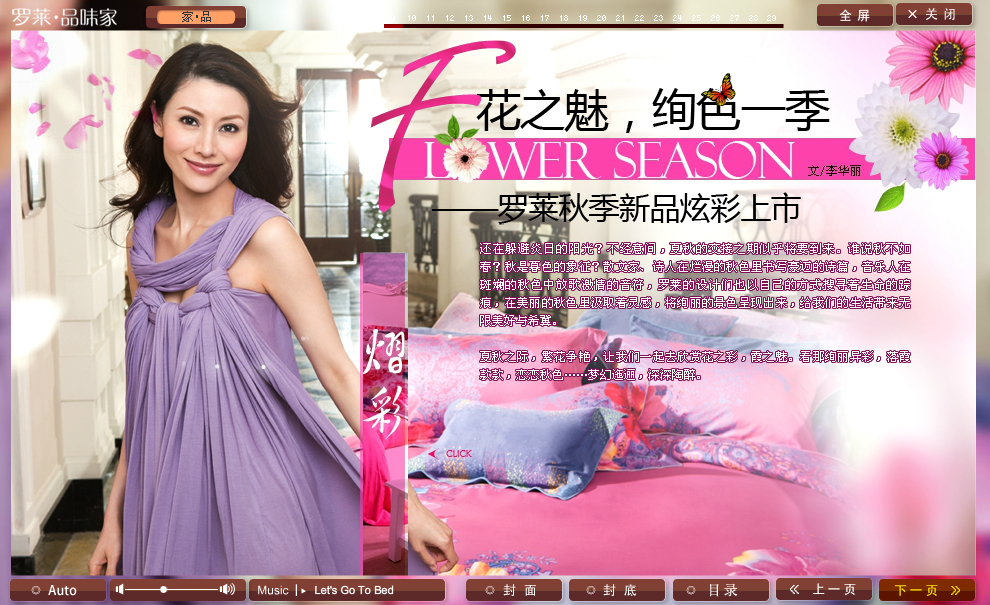 罗莱·品味家
家·品
10 11 12 13 14 15 16 17 18 19 20 21 22 23 24 25 26 27 28 29
全屏
× 关闭
花之魅，绚色一季
FLOWER SEASON
文/李华丽
——罗莱秋季新品炫彩上市
还在躲避炎日的阳光？不经意间，夏秋的交接之期似乎将要到来。谁说秋不如
春？秋是暮色的象征？散文家、诗人在烂漫的秋色里书写豪迈的诗篇，音乐人在
斑斓的秋色中放歌激情的音符，罗莱的设计们也以自己的方式搜寻着生命的踪
痕，在美丽的秋色里汲取着灵感，将绚丽的景色呈现出来，给我们的生活带来无
限美好与希冀。
夏秋之际，繁花争艳，让我们一起去欣赏花之彩，霞之魅。看那绚丽异彩，落霞
款款，恋恋秋色……梦幻迤逦，深深陶醉。
熠彩
CLICK
Auto
Music
Let's Go To Bed
封面
封底
目录
上一页
下一页